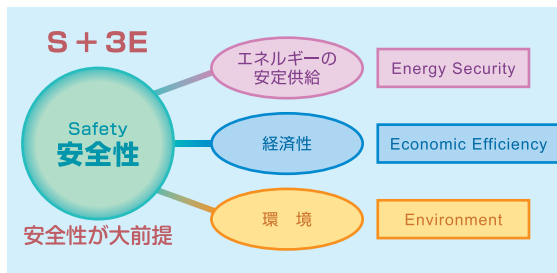 S+3E
Safety
安全性
安全性が大前提
エネルギーの
安定供給
Energy Security
経済性
Economic Efficiency
環　境
Environment